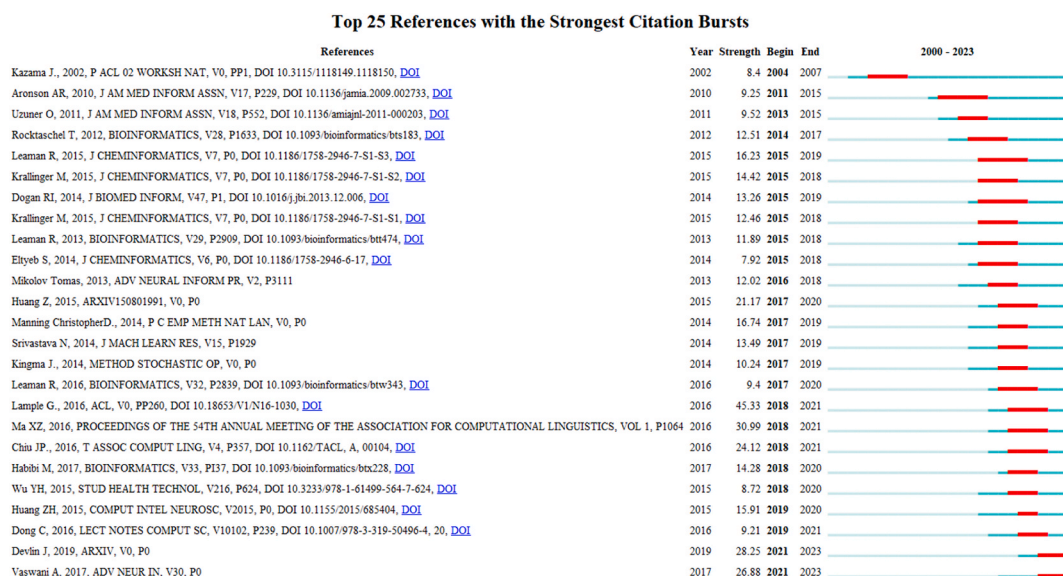 Top 25 References with the Strongest Citation Bursts
References Year Strength Begin End 2000 - 2023
Kazama J., 2002, P ACL 02 WORKSH NAT, V0, PP1, DOI 10.3115/1118149.1118150, DOI 2002 8.4 2004 2007
Aronson AR, 2010, J AM MED INFORM ASSN, V17, P229, DOI 10.1136/jamia.2009.002733, DOI 2010 9.25 2011 2015
Uzuner O, 2011, J AM MED INFORM ASSN, V18, P552, DOI 10.1136/amiajnl-2011-000203, DOI 2011 9.52 2013 2015
Rocktaschel T, 2012, BIOINFORMATICS, V28, P1633, DOI 10.1093/bioinformatics/bts183, DOI 2012 12.51 2014 2017
Leaman R, 2015, J CHEMINFORMATICS, V7, P0, DOI 10.1186/1758-2946-7-S1-S3, DOI 2015 16.23 2015 2019
Krallinger M, 2015, J CHEMINFORMATICS, V7, P0, DOI 10.1186/1758-2946-7-S1-S2, DOI 2015 14.42 2015 2018
Dogan RI, 2014, J BIOMED INFORM, V47, P1, DOI 10.1016/j.jbi.2013.12.006, DOI 2014 13.26 2015 2019
Krallinger M, 2015, J CHEMINFORMATICS, V7, P0, DOI 10.1186/1758-2946-7-S1-S1, DOI 2015 12.46 2015 2018
Leaman R, 2013, BIOINFORMATICS, V29, P2909, DOI 10.1093/bioinformatics/btt474, DOI 2013 11.89 2015 2018
Eltyeb S, 2014, J CHEMINFORMATICS, V6, P0, DOI 10.1186/1758-2946-6-17, DOI 2014 7.92 2015 2018
Mikolov Tomas, 2013, ADV NEURAL INFORM PR, V2, P3111 2013 12.02 2016 2018
Huang Z, 2015, ARXIV150801991, V0, P0 2015 21.17 2017 2020
Manning ChristopherD., 2014, P C EMP METH NAT LAN, V0, P0 2014 16.74 2017 2019
Srivastava N, 2014, J MACH LEARN RES, V15, P1929 2014 13.49 2017 2019
Kingma J., 2014, METHOD STOCHASTIC OP, V0, P0 2014 10.24 2017 2019
Leaman R, 2016, BIOINFORMATICS, V32, P2839, DOI 10.1093/bioinformatics/btw343, DOI 2016 9.4 2017 2020
Lample G., 2016, ACL, V0, PP260, DOI 10.18653/V1/N16-1030, DOI 2016 45.33 2018 2021
Ma XZ, 2016, PROCEEDINGS OF THE 54TH ANNUAL MEETING OF THE ASSOCIATION FOR COMPUTATIONAL LINGUISTICS, VOL 1, P1064 2016 30.99 2018 2021
Chiu JP., 2016, T ASSOC COMPUT LING, V4, P357, DOI 10.1162/TACL, A, 00104, DOI 2016 24.12 2018 2021
Habibi M, 2017, BIOINFORMATICS, V33, PI37, DOI 10.1093/bioinformatics/btx228, DOI 2017 14.28 2018 2020
Wu YH, 2015, STUD HEALTH TECHNOL, V216, P624, DOI 10.3233/978-1-61499-564-7-624, DOI 2015 8.72 2018 2020
Huang ZH, 2015, COMPUT INTEL NEUROSC, V2015, P0, DOI 10.1155/2015/685404, DOI 2015 15.91 2019 2020
Dong C, 2016, LECT NOTES COMPUT SC, V10102, P239, DOI 10.1007/978-3-319-50496-4, 20, DOI 2016 9.21 2019 2021
Devlin J, 2019, ARXIV, V0, P0 2019 28.25 2021 2023
Vaswani A, 2017, ADV NEUR IN, V30, P0 2017 26.88 2021 2023